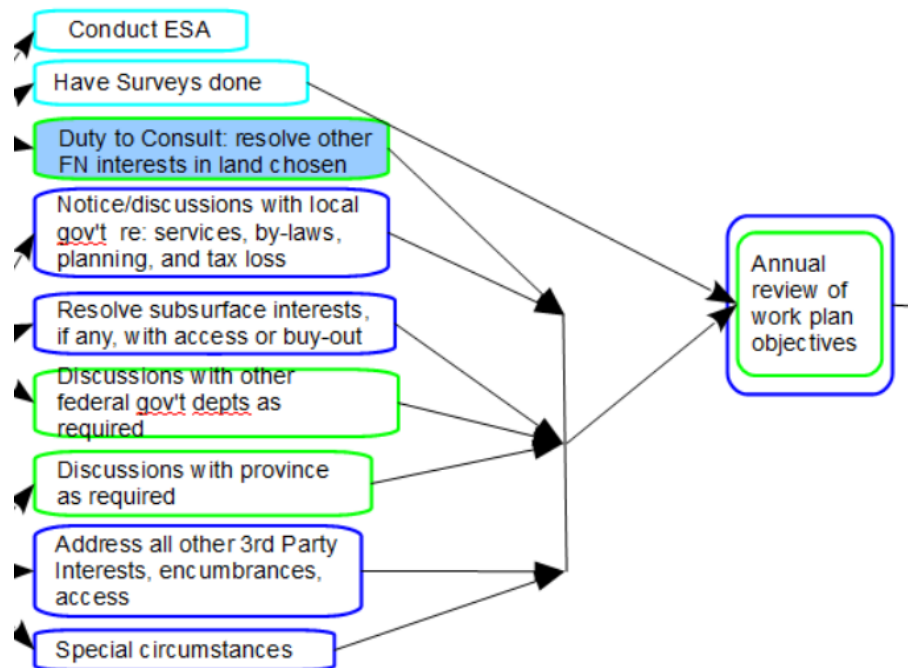 Conduct ESA
Have Surveys done
Duty to Consult: resolve other
FN interests in land chosen
Notice/discussions with local
gov't re: services, by-laws,
planning, and tax loss
Resolve subsurface interests,
if any, with access or buy-out
Discussions with other
federal gov't depts as
required
Discussions with province
as required
Address all other 3rd Party
Interests, encumbrances,
access
Special circumstances
Annual
review of
work plan
objectives